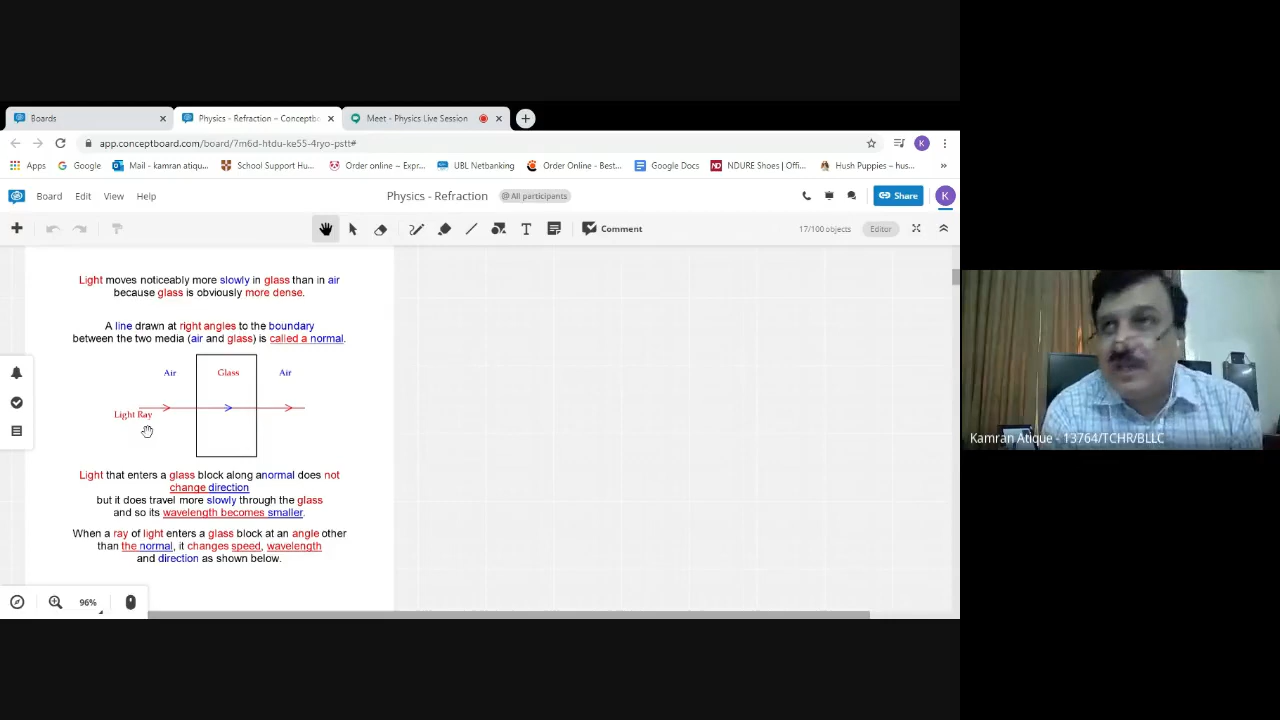 Boards
Physics - Refraction – Conceptb
Meet - Physics Live Session
app.conceptboard.com/board/7m6d-htdu-ke55-4ryo-pstt#
K
Apps
Google
Mail - kamran atiqu...
School Support Hu...
Order online – Expr...
UBL Netbanking
Order Online - Best...
Google Docs
ND
NDURE Shoes | Offi...
Hush Puppies – hus...
»
Board
Edit
View
Help
Physics - Refraction
@ All participants
Share
K
T
Comment
17/100 objects
Editor
Light moves noticeably more slowly in glass than in air
because glass is obviously more dense.
A line drawn at right angles to the boundary
between the two media (air and glass) is called a normal.
Air
Glass
Air
Light Ray
Light that enters a glass block along anormal does not
change direction
but it does travel more slowly through the glass
and so its wavelength becomes smaller.
When a ray of light enters a glass block at an angle other
than the normal, it changes speed, wavelength
and direction as shown below.
96%
Kamran Atique - 13764/TCHR/BLLC